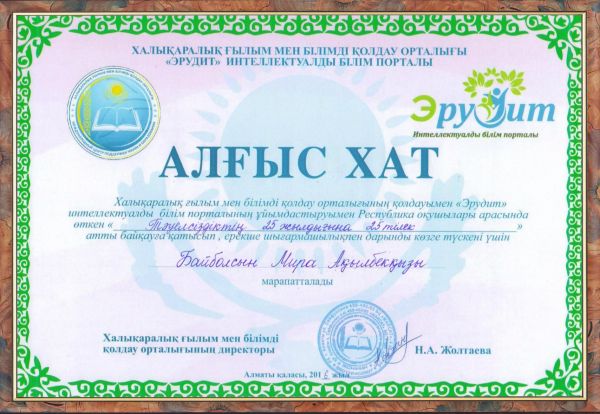 ХАЛЫҚАРАЛЫҚ ҒЫЛЫМ МЕН БІЛІМДІ ҚОЛДАУ ОРТАЛЫҒЫ
«ЭРУДИТ» ИНТЕЛЛЕКТУАЛДЫ БІЛІМ ПОРТАЛЫ
Эрудит
Интеллектуалды білім порталы
АЛҒЫС ХАТ
Халықаралық ғылым мен білімді қолдау орталығының қолдауымен «Эрудит»
интеллектуалды білім порталының ұйымдастыруымен Республика оқушылары арасында
өткен « Тәуелсіздіктің 25 жылдығына 25 тілек »
атты байқауға қатысып , ерекше шығармашылықпен дарынды көзге түскені үшін
Байболсын Мира Ақылбекқызы
марапатталады
Халықаралық ғылым мен білімді
қолдау орталығының директоры
Н.А. Жолтаева
Алматы қаласы, 2016 жыл